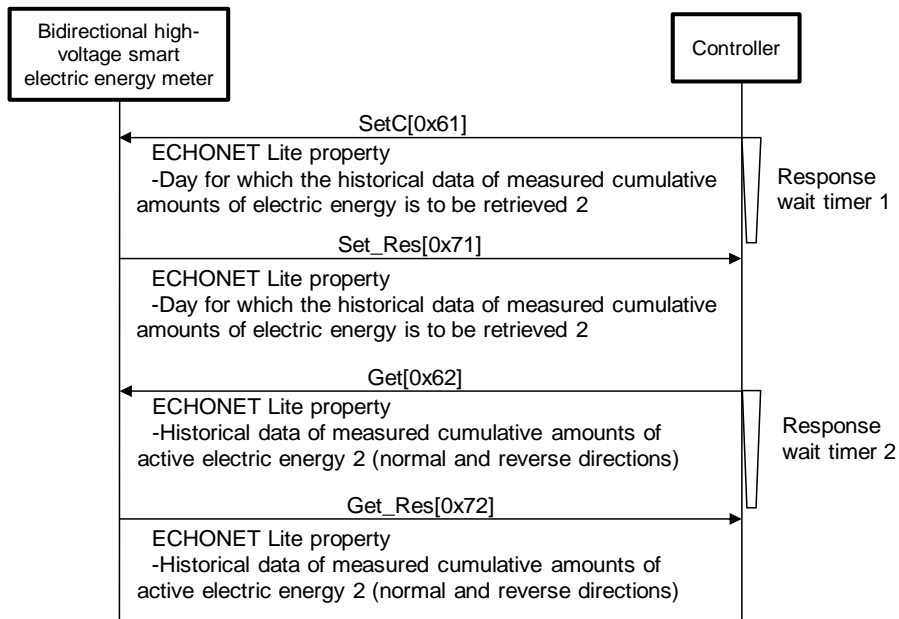 Bidirectional high-
voltage smart
electric energy meter
Controller
SetC[0x61]
ECHONET Lite property
-Day for which the historical data of measured cumulative
amounts of electric energy is to be retrieved 2
Response
wait timer 1
Set_Res[0x71]
ECHONET Lite property
-Day for which the historical data of measured cumulative
amounts of electric energy is to be retrieved 2
Get[0x62]
ECHONET Lite property
-Historical data of measured cumulative amounts of
active electric energy 2 (normal and reverse directions)
Response
wait timer 2
Get_Res[0x72]
ECHONET Lite property
-Historical data of measured cumulative amounts of
active electric energy 2 (normal and reverse directions)